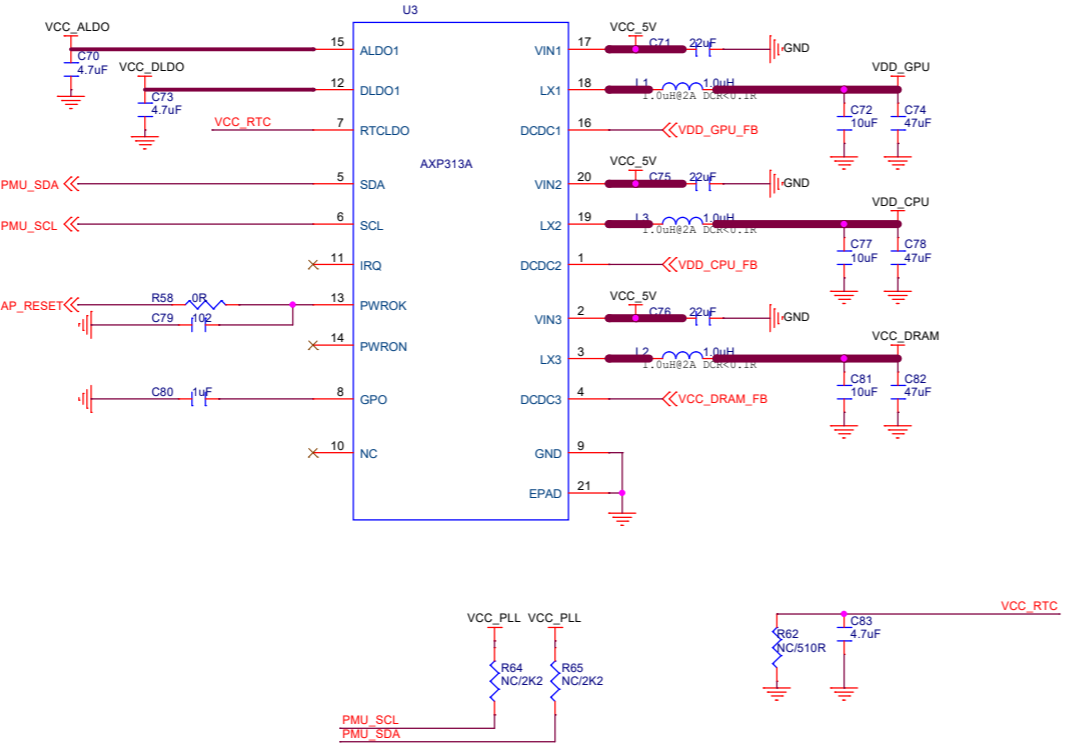 U3
VCC_ALDO
C70
4.7uF
VCC_DLDO
C73
4.7uF
VCC_RTC
PMU_SDA
PMU_SCL
AP_RESET
R58 0R
C79 102
C80 1uF
15 ALDO1
12 DLDO1
7 RTCLDO
AXP313A
5 SDA
6 SCL
11 IRQ
13 PWROK
14 PWRON
8 GPO
10 NC
VIN1 17
LX1 18
DCDC1 16
VIN2 20
LX2 19
DCDC2 1
VIN3 2
LX3 3
DCDC3 4
GND 9
EPAD 21
VCC_5V
C71 22uF
GND
L1 1.0uH
1.0uH@2A DCR<0.1R
VDD_GPU
C72
10uF
C74
47uF
VDD_GPU_FB
VCC_5V
C75 22uF
GND
L3 1.0uH
1.0uH@2A DCR<0.1R
VDD_CPU
C77
10uF
C78
47uF
VDD_CPU_FB
VCC_5V
C76 22uF
GND
L2 1.0uH
1.0uH@2A DCR<0.1R
VCC_DRAM
C81
10uF
C82
47uF
VCC_DRAM_FB
VCC_PLL VCC_PLL
R64
NC/2K2
R65
NC/2K2
PMU_SCL
PMU_SDA
VCC_RTC
R62
NC/510R
C83
4.7uF